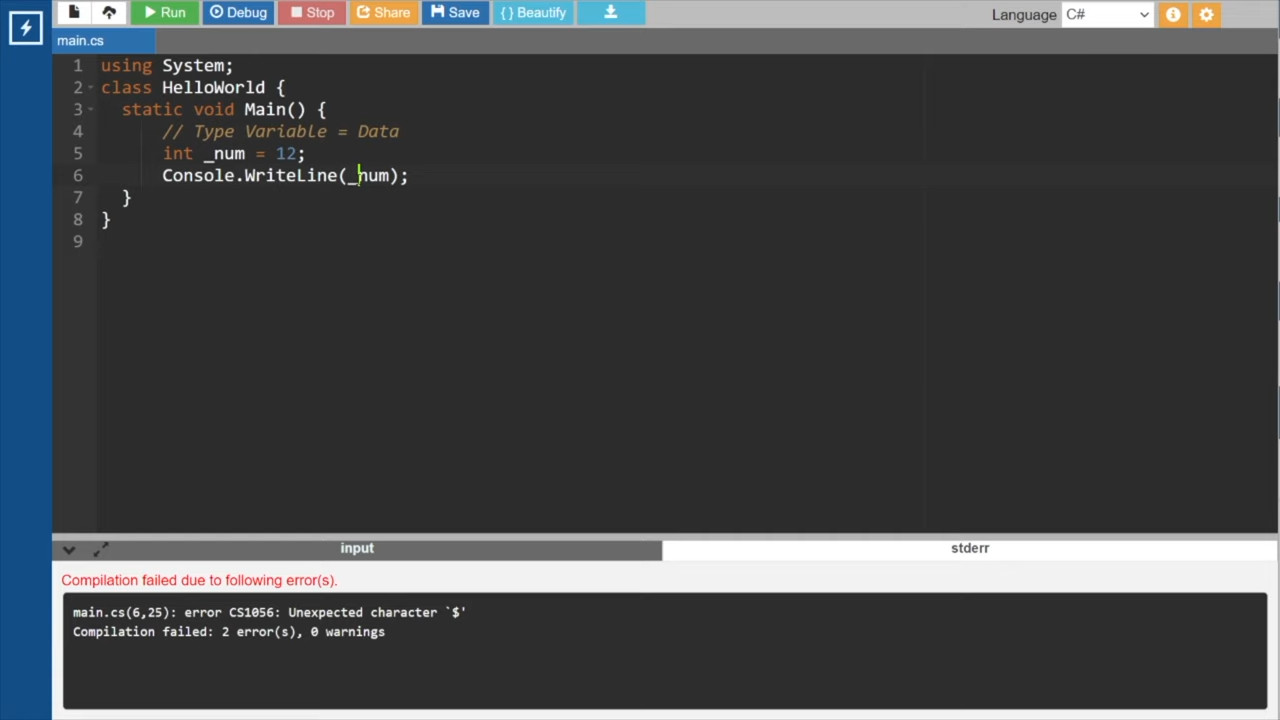 Run Debug Stop Share Save { } Beautify Language C#
main.cs
1 using System;
2 class HelloWorld {
3 static void Main() {
4 // Type Variable = Data
5 int _num = 12;
6 Console.WriteLine(_num);
7 }
8 }
9
input stderr
Compilation failed due to following error(s).
main.cs(6,25): error CS1056: Unexpected character `$'
Compilation failed: 2 error(s), 0 warnings